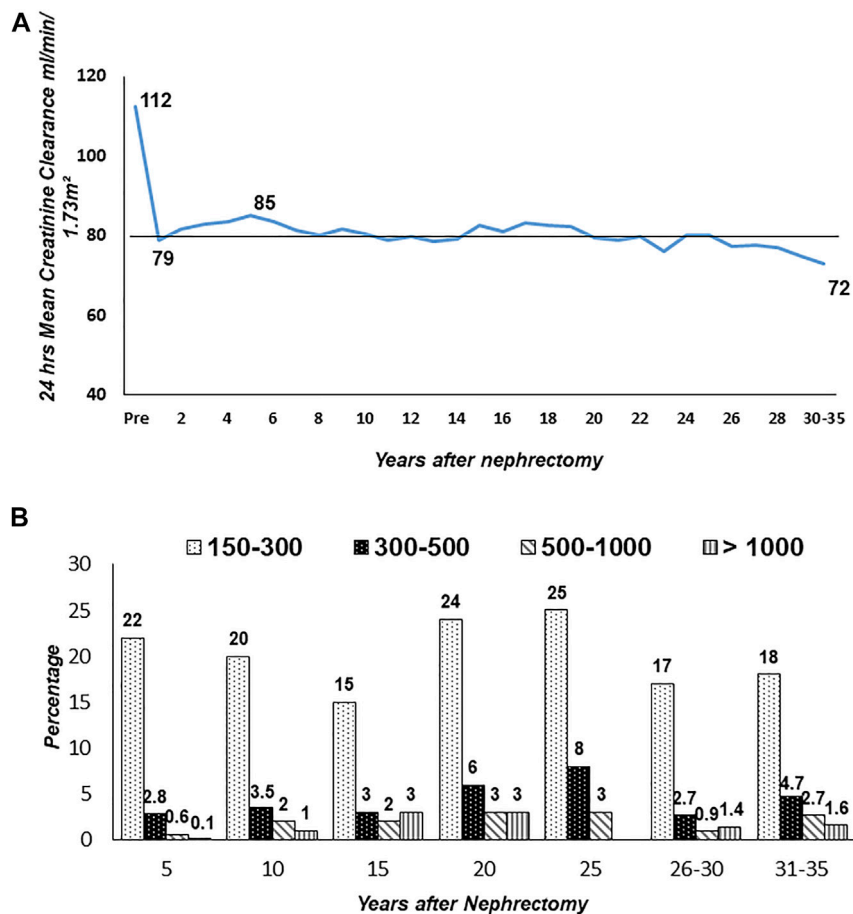 A
24 hrs Mean Creatinine Clearance ml/min/
1.73m²
120
100
80
60
40
112
79
85
72
Pre 2 4 6 8 10 12 14 16 18 20 22 24 26 28 30-35
Years after nephrectomy
B
150-300 300-500 500-1000 > 1000
Percentage
30
25
20
15
10
5
0
22 2.8 0.6 0.1
20 3.5 2 1
15 3 2 3
24 6 3 3
25 8 3
17 2.7 0.9 1.4
18 4.7 2.7 1.6
5 10 15 20 25 26-30 31-35
Years after Nephrectomy